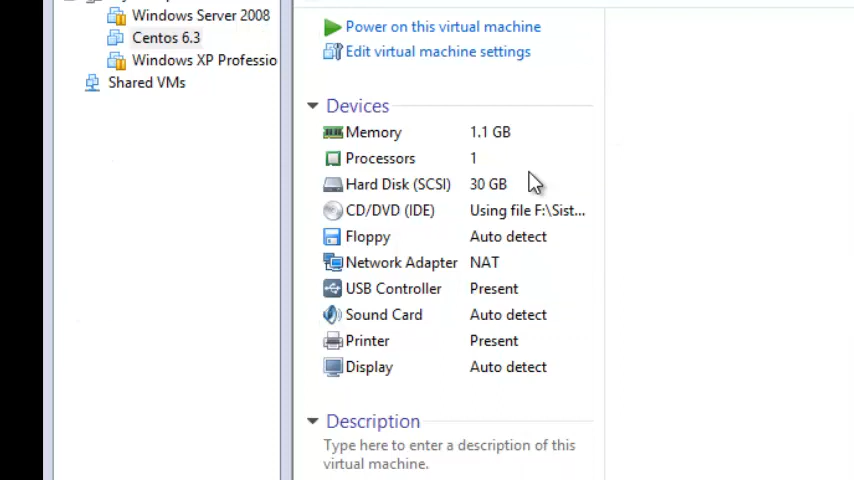 Windows Server 2008
Centos 6.3
Windows XP Professio
Shared VMs
Power on this virtual machine
Edit virtual machine settings
Devices
Memory 1.1 GB
Processors 1
Hard Disk (SCSI) 30 GB
CD/DVD (IDE) Using file F:\Sist...
Floppy Auto detect
Network Adapter NAT
USB Controller Present
Sound Card Auto detect
Printer Present
Display Auto detect
Description
Type here to enter a description of this
virtual machine.